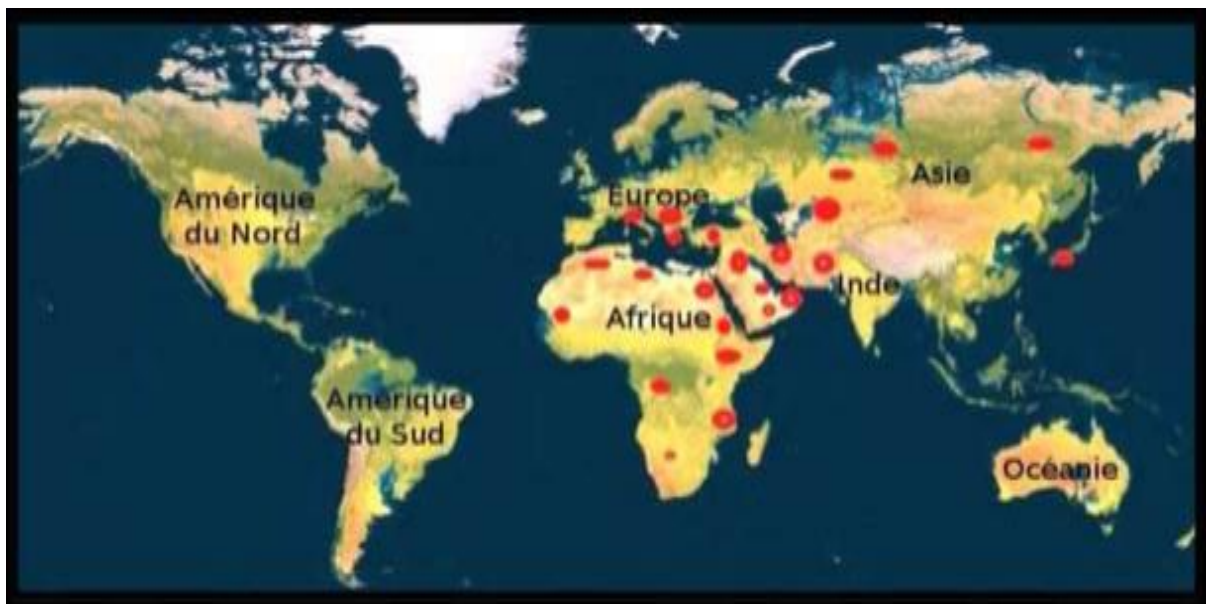 Amérique
du Nord
Europe
Asie
Inde
Afrique
Amérique
du Sud
Océanie